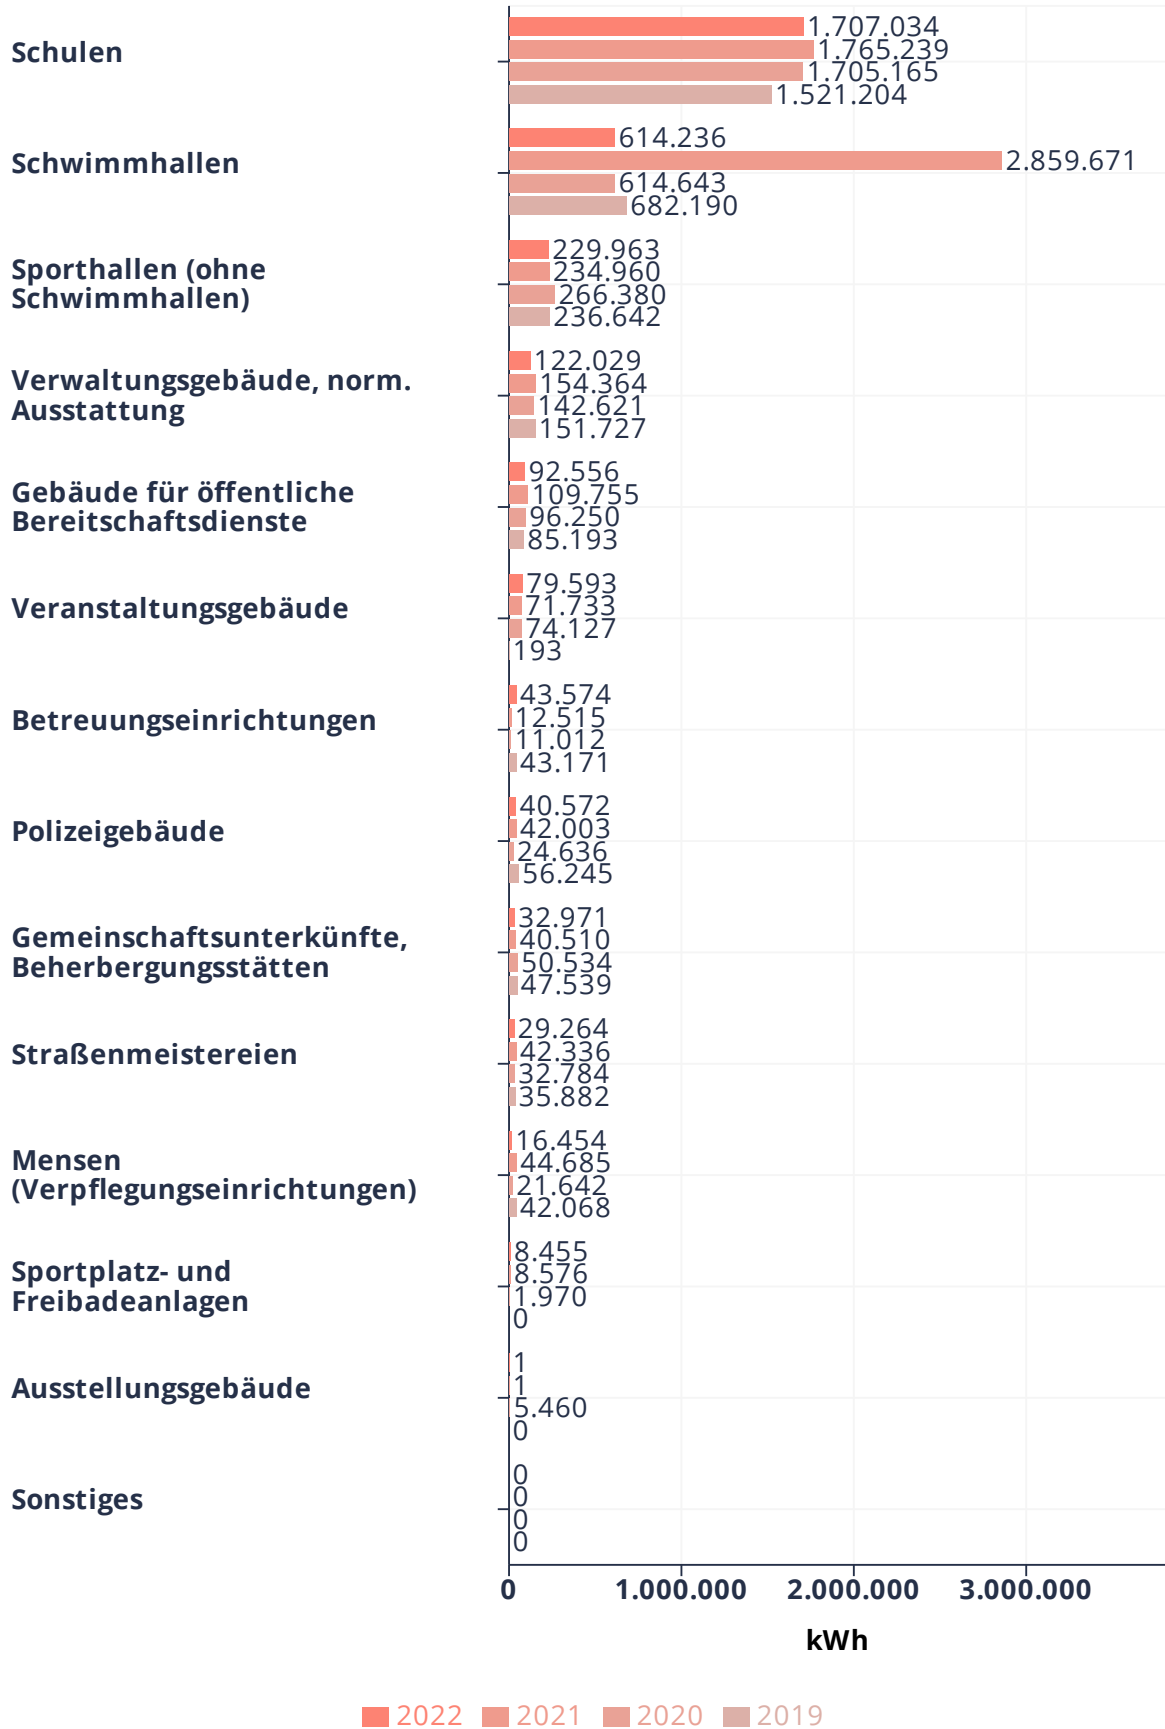 Schulen
1.707.034
1.765.239
1.705.165
1.521.204
Schwimmhallen
614.236
2.859.671
614.643
682.190
Sporthallen (ohne
Schwimmhallen)
229.963
234.960
266.380
236.642
Verwaltungsgebäude, norm.
Ausstattung
122.029
154.364
142.621
151.727
Gebäude für öffentliche
Bereitschaftsdienste
92.556
109.755
96.250
85.193
Veranstaltungsgebäude
79.593
71.733
74.127
193
Betreuungseinrichtungen
43.574
12.515
11.012
43.171
Polizeigebäude
40.572
42.003
24.636
56.245
Gemeinschaftsunterkünfte,
Beherbergungsstätten
32.971
40.510
50.534
47.539
Straßenmeistereien
29.264
42.336
32.784
35.882
Mensen
(Verpflegungseinrichtungen)
16.454
44.685
21.642
42.068
Sportplatz- und
Freibadeanlagen
8.455
8.576
1.970
0
Ausstellungsgebäude
1
1
5.460
0
Sonstiges
0
0
0
0
0 1.000.000 2.000.000 3.000.000
kWh
2022 2021 2020 2019